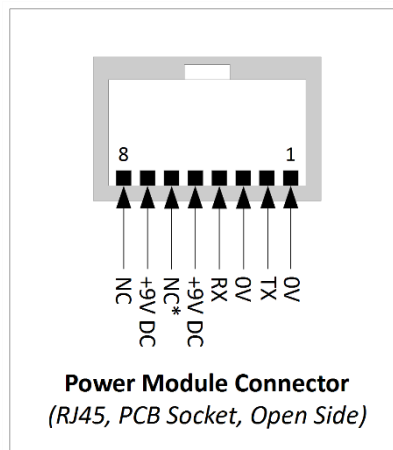 8 1
NC
+9V DC
NC*
+9V DC
RX
0V
TX
0V
Power Module Connector
(RJ45, PCB Socket, Open Side)